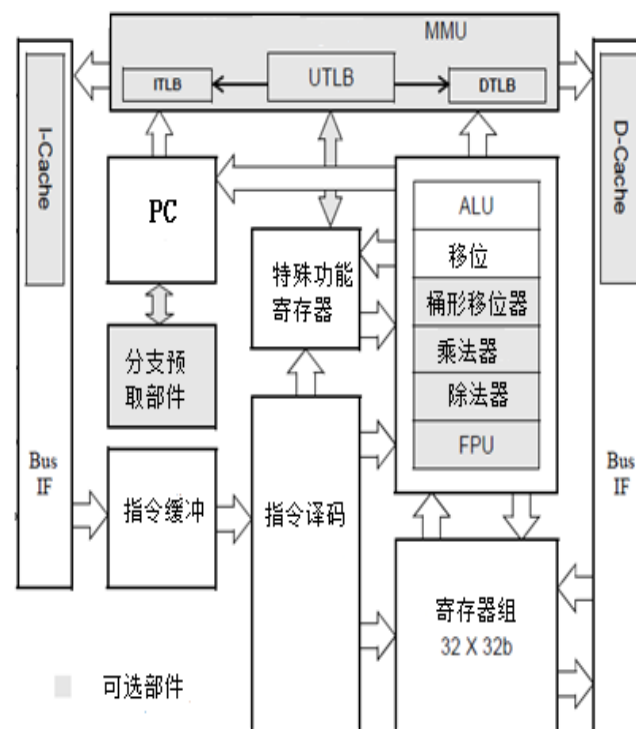 MMU
ITLB
UTLB
DTLB
I-Cache
D-Cache
PC
ALU
移位
特殊功能
寄存器
桶形移位器
乘法器
分支预
取部件
除法器
FPU
Bus
IF
Bus
IF
指令缓冲
指令译码
寄存器组
32 X 32b
可选部件